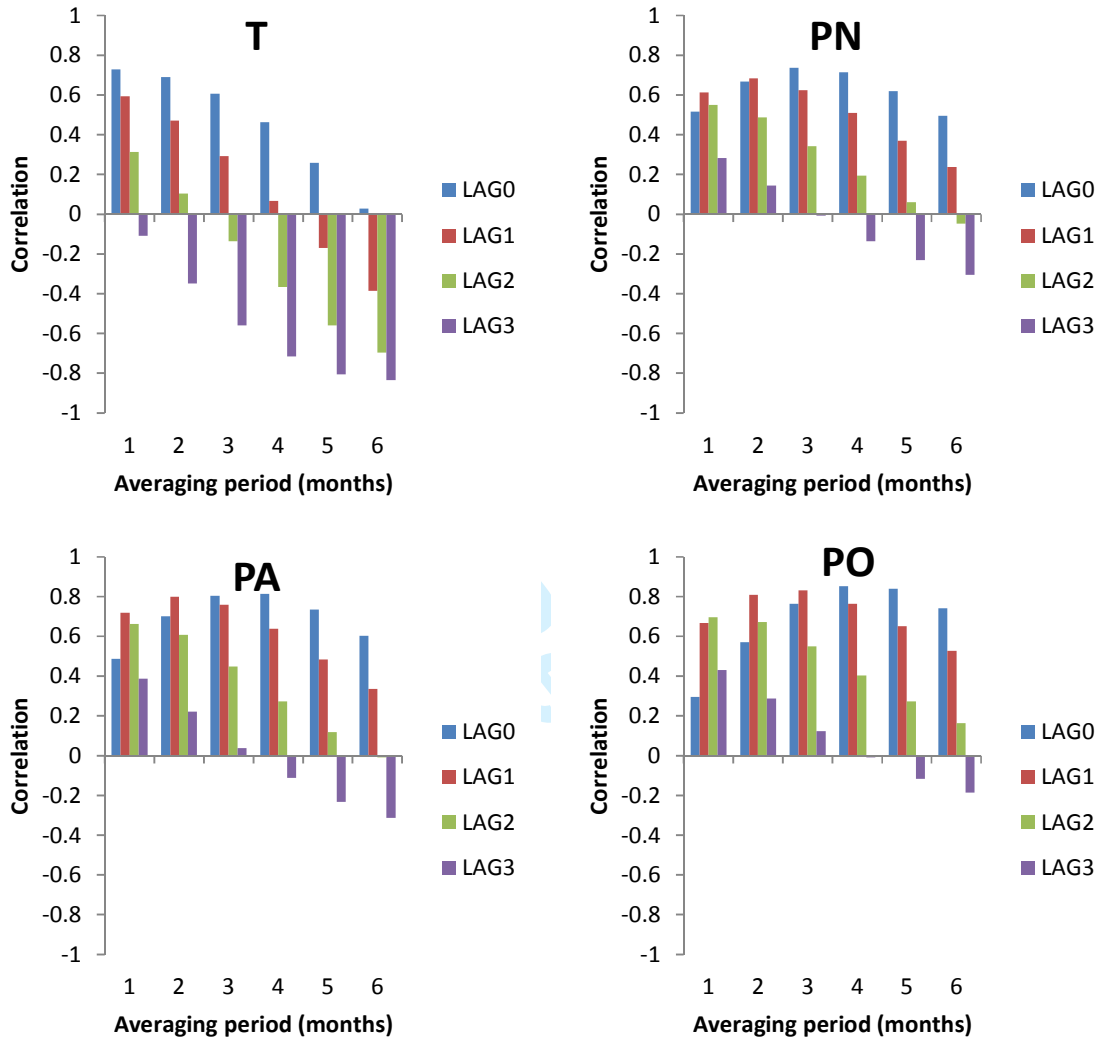 T
1
0.8
0.6
0.4
0.2
0
-0.2
-0.4
-0.6
-0.8
-1
Correlation
1 2 3 4 5 6
Averaging period (months)
LAG0
LAG1
LAG2
LAG3
PN
1
0.8
0.6
0.4
0.2
0
-0.2
-0.4
-0.6
-0.8
-1
Correlation
1 2 3 4 5 6
Averaging period (months)
LAG0
LAG1
LAG2
LAG3
PA
1
0.8
0.6
0.4
0.2
0
-0.2
-0.4
-0.6
-0.8
-1
Correlation
1 2 3 4 5 6
Averaging period (months)
LAG0
LAG1
LAG2
LAG3
PO
1
0.8
0.6
0.4
0.2
0
-0.2
-0.4
-0.6
-0.8
-1
Correlation
1 2 3 4 5 6
Averaging period (months)
LAG0
LAG1
LAG2
LAG3